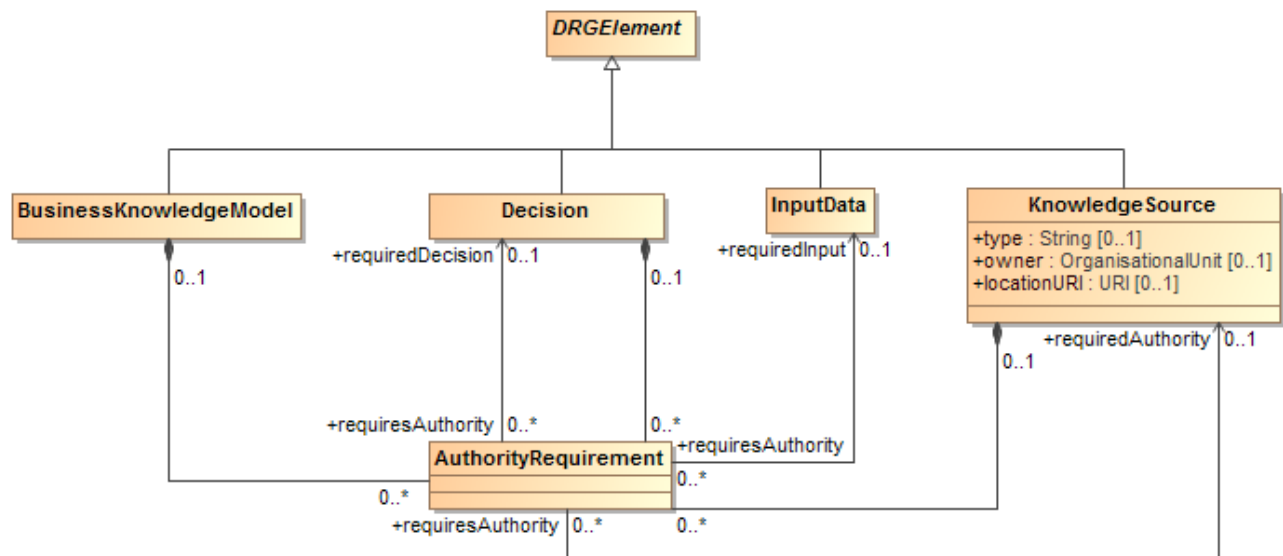 DRGElement
BusinessKnowledgeModel
Decision
InputData
KnowledgeSource
+type : String [0..1]
+owner : OrganisationalUnit [0..1]
+locationURI : URI [0..1]
+requiredDecision 0..1
0..1
0..1
+requiredInput 0..1
+requiredAuthority 0..1
0..1
+requiresAuthority 0..*
0..*
+requiresAuthority
0..*
AuthorityRequirement
0..*
+requiresAuthority 0..*
0..*